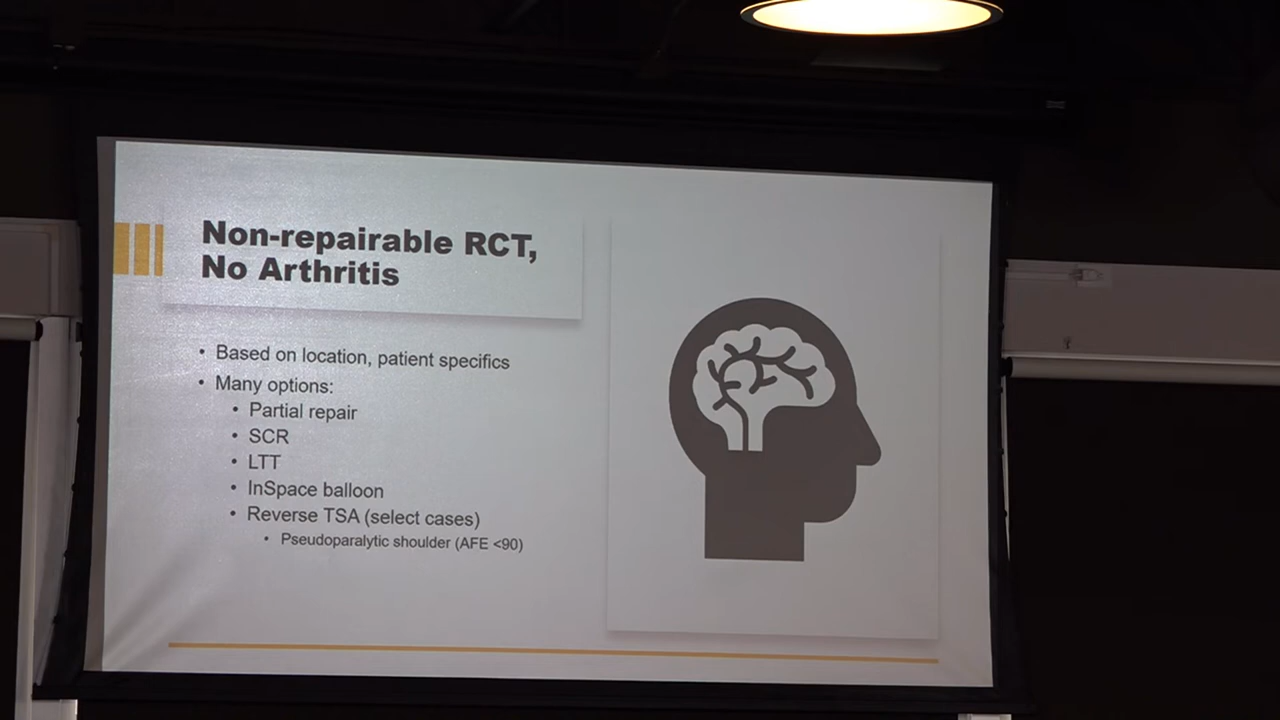 Non-repairable RCT,
No Arthritis
• Based on location, patient specifics
• Many options:
• Partial repair
• SCR
• LTT
• InSpace balloon
• Reverse TSA (select cases)
• Pseudoparalytic shoulder (AFE <90)